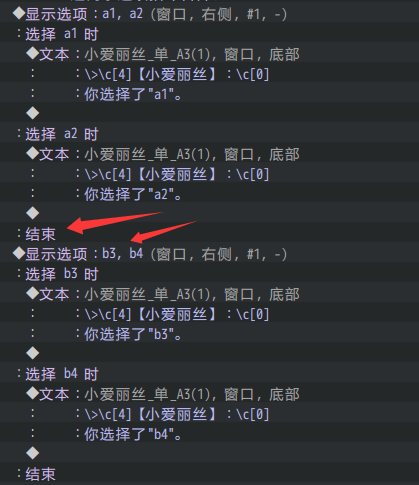 ◆显示选项：a1, a2 (窗口, 右侧, #1, -)
：选择 a1 时
◆文本：小爱丽丝_单_A3(1), 窗口, 底部
：　　：\>\c[4]【小爱丽丝】：\c[0]
：　　：你选择了"a1"。
◆
：选择 a2 时
◆文本：小爱丽丝_单_A3(1), 窗口, 底部
：　　：\>\c[4]【小爱丽丝】：\c[0]
：　　：你选择了"a2"。
◆
：结束
◆显示选项：b3, b4 (窗口, 右侧, #1, -)
：选择 b3 时
◆文本：小爱丽丝_单_A3(1), 窗口, 底部
：　　：\>\c[4]【小爱丽丝】：\c[0]
：　　：你选择了"b3"。
◆
：选择 b4 时
◆文本：小爱丽丝_单_A3(1), 窗口, 底部
：　　：\>\c[4]【小爱丽丝】：\c[0]
：　　：你选择了"b4"。
◆
：结束